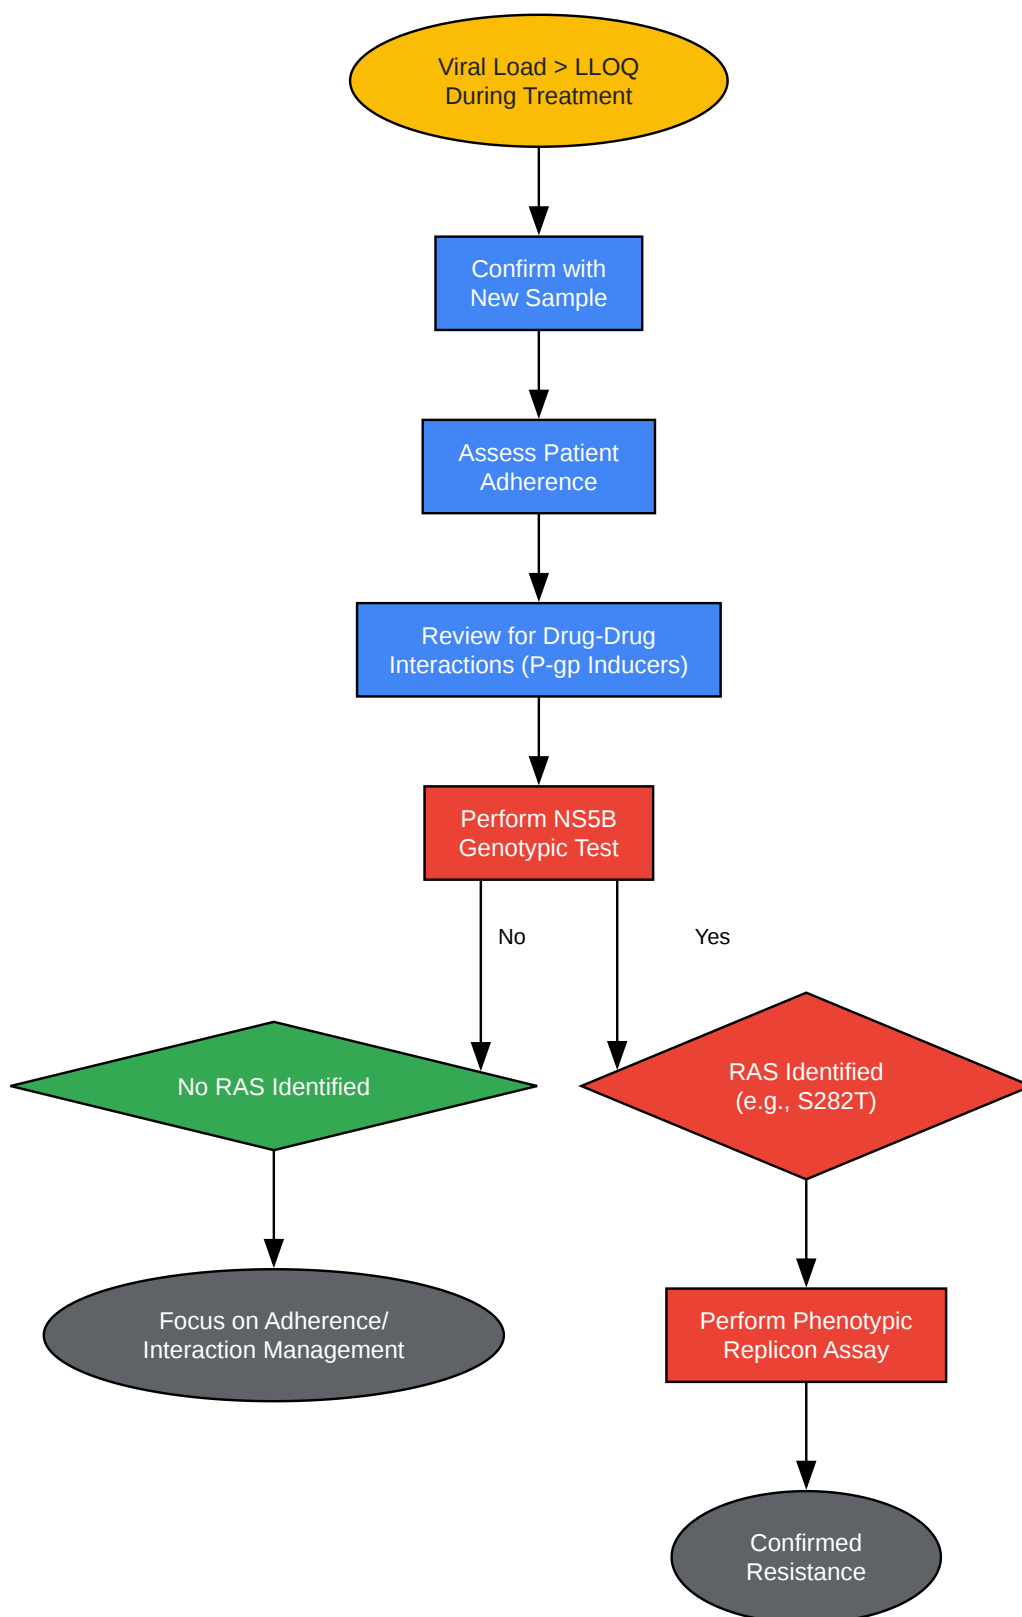 Viral Load > LLOQ
During Treatment
Confirm with
New Sample
Assess Patient
Adherence
Review for Drug-Drug
Interactions (P-gp Inducers)
Perform NS5B
Genotypic Test
No
Yes
No RAS Identified
RAS Identified
(e.g., S282T)
Focus on Adherence/
Interaction Management
Perform Phenotypic
Replicon Assay
Confirmed
Resistance